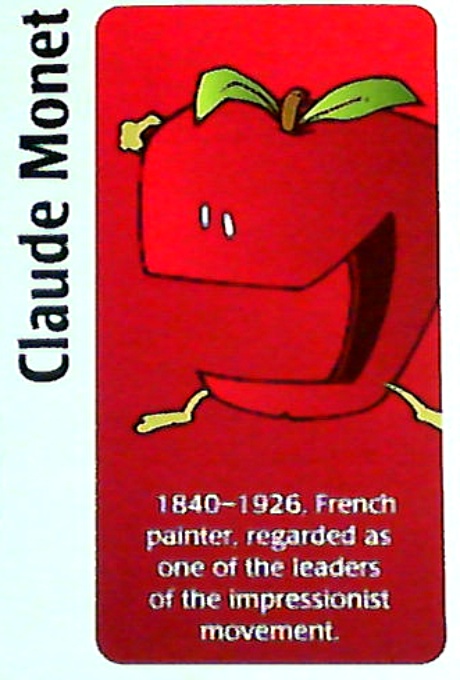 Claude Monet
1840–1926. French
painter, regarded as
one of the leaders
of the impressionist
movement.